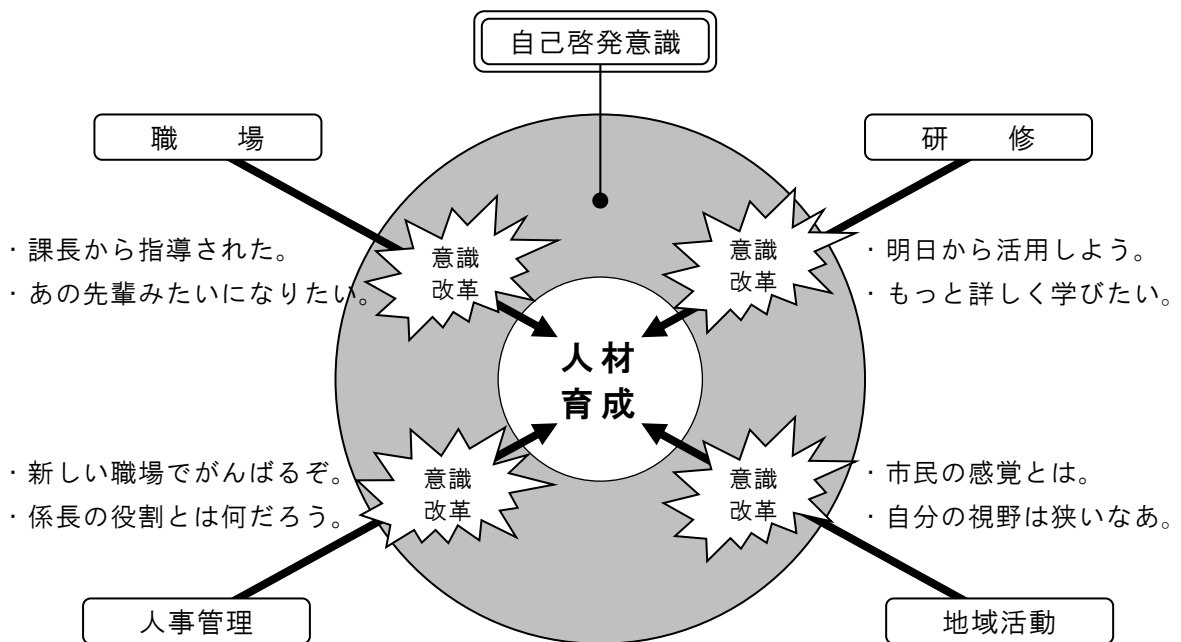 自己啓発意識
職　　場
研　　修
・課長から指導された。
・あの先輩みたいになりたい。
意識
改革
意識
改革
・明日から活用しよう。
・もっと詳しく学びたい。
人材
育成
・新しい職場でがんばるぞ。
・係長の役割とは何だろう。
意識
改革
意識
改革
・市民の感覚とは。
・自分の視野は狭いなあ。
人事管理
地域活動